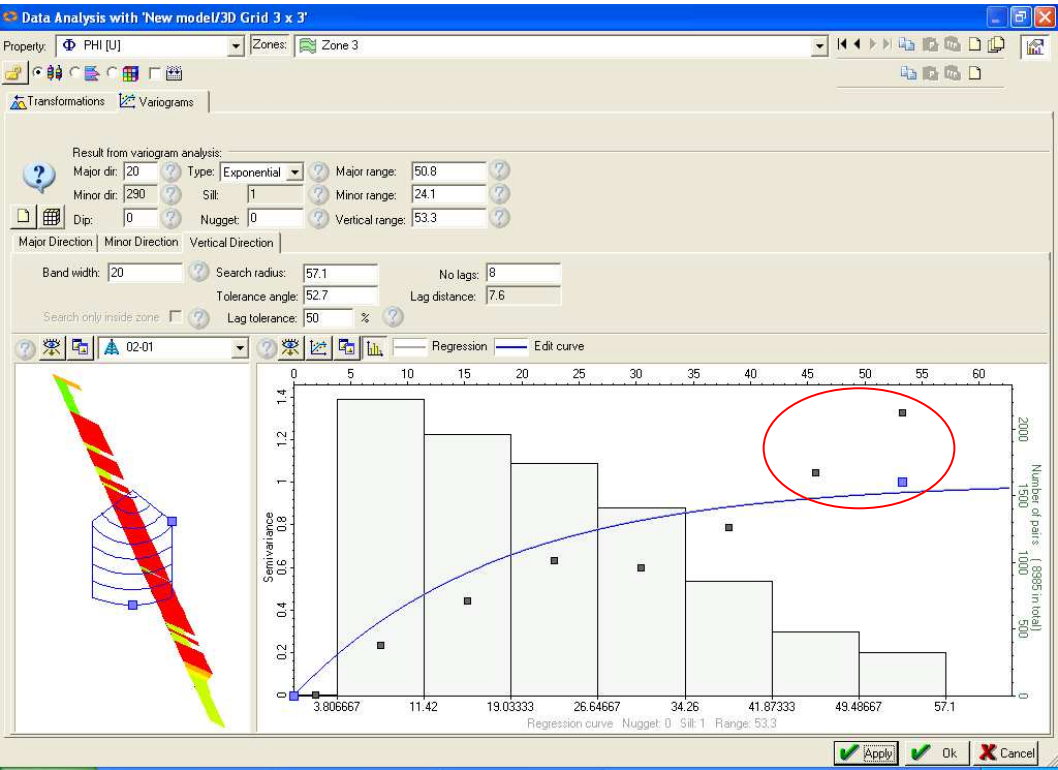 Data Analysis with 'New model/3D Grid 3 x 3'
Property: Φ PHI [U] Zones: Zone 3
Transformations Variograms
Result from variogram analysis:
Major dir: 20 Type: Exponential Major range: 50.8
Minor dir: 290 Sill: 1 Minor range: 24.1
Dip: 0 Nugget: 0 Vertical range: 53.3
Major Direction Minor Direction Vertical Direction
Band width: 20 Search radius: 57.1 No lags: 8
Tolerance angle: 52.7 Lag distance: 7.6
Search only inside zone Lag tolerance: 50 %
02-01 Regression Edit curve
0 5 10 15 20 25 30 35 40 45 50 55 60
1.4
1.2
1
0.8
0.6
0.4
0.2
0
Semivariance
2000
1500
1000
500
0
Number of pairs (8985 in total)
3.806667 11.42 19.03333 26.64667 34.26 41.87333 49.48667 57.1
Regression curve Nugget: 0 Sill: 1 Range: 53.3
Apply Ok Cancel